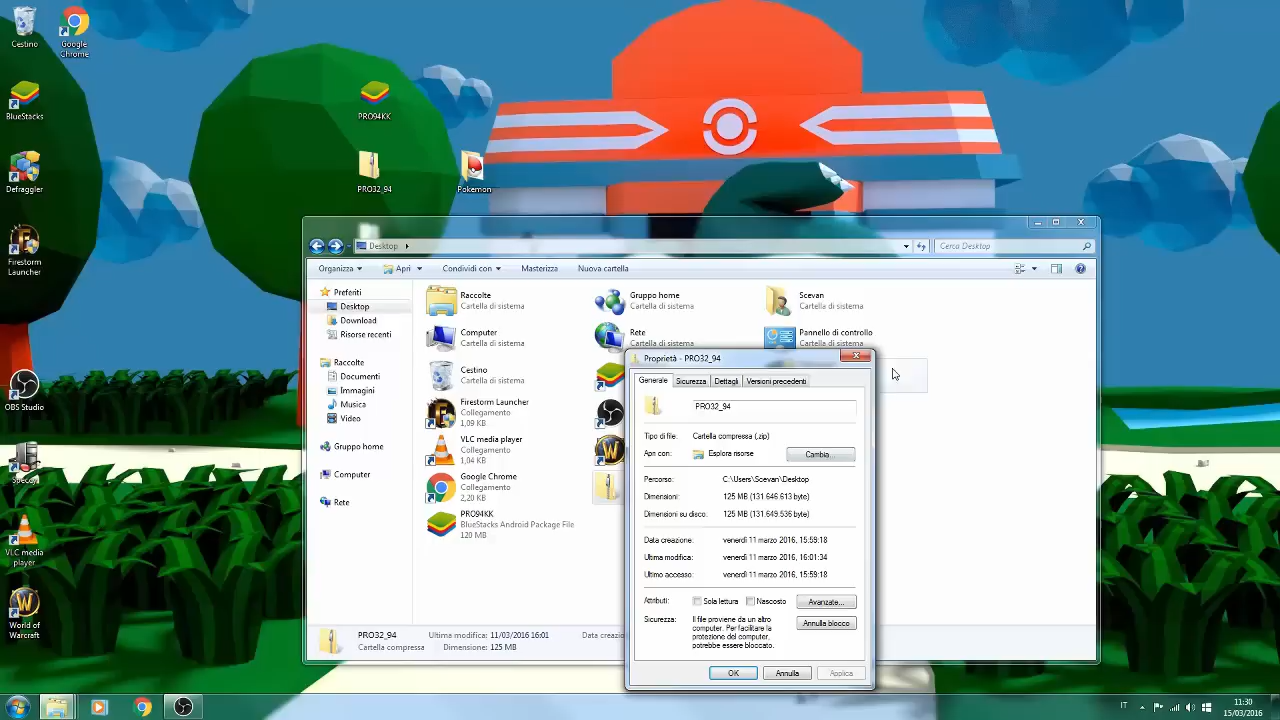 Cestino
Google
Chrome
BlueStacks
PRO94KK
Defraggler
PRO32_94
Pokemon
Firestorm
Launcher
OBS Studio
Speccy
VLC media
player
World of
Warcraft
Desktop
Cerca Desktop
Organizza
Apri
Condividi con
Masterizza
Nuova cartella
Preferiti
Desktop
Download
Risorse recenti
Raccolte
Documenti
Immagini
Musica
Video
Gruppo home
Computer
Rete
Raccolte
Cartella di sistema
Gruppo home
Cartella di sistema
Scevan
Cartella di sistema
Computer
Cartella di sistema
Rete
Cartella di sistema
Pannello di controllo
Cartella di sistema
Cestino
Cartella di sistema
Firestorm Launcher
Collegamento
1,09 KB
VLC media player
Collegamento
1,04 KB
Google Chrome
Collegamento
2,20 KB
PRO94KK
BlueStacks Android Package File
120 MB
Proprietà - PRO32_94
Generale
Sicurezza
Dettagli
Versioni precedenti
PRO32_94
Tipo di file: Cartella compressa (.zip)
Apri con: Esplora risorse
Cambia...
Percorso: C:\Users\Scevan\Desktop
Dimensioni: 125 MB (131.646.613 byte)
Dimensioni su disco: 125 MB (131.649.536 byte)
Data creazione: venerdì 11 marzo 2016, 15:59:18
Ultima modifica: venerdì 11 marzo 2016, 16:01:34
Ultimo accesso: venerdì 11 marzo 2016, 15:59:18
Attributi: Sola lettura Nascosto Avanzate...
Sicurezza: Il file proviene da un altro
computer. Per facilitare la
protezione del computer,
potrebbe essere bloccato.
Annulla blocco
OK
Annulla
Applica
PRO32_94
Cartella compressa
Ultima modifica: 11/03/2016 16:01
Dimensione: 125 MB
Data creazio
IT
11:30
15/03/2016